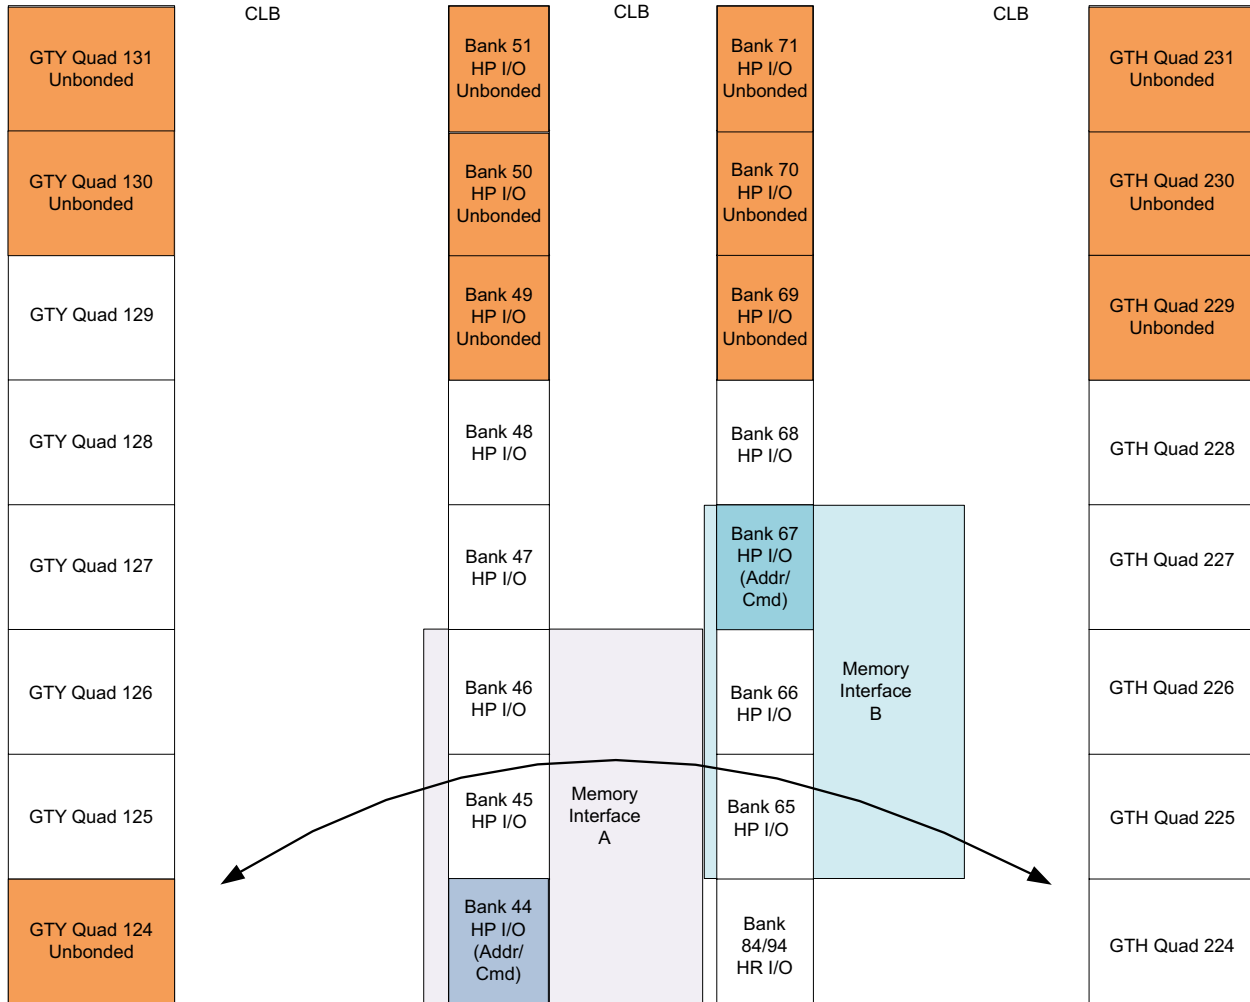 CLB
CLB
CLB
GTY Quad 131
Unbonded
Bank 51
HP I/O
Unbonded
Bank 71
HP I/O
Unbonded
GTH Quad 231
Unbonded
GTY Quad 130
Unbonded
Bank 50
HP I/O
Unbonded
Bank 70
HP I/O
Unbonded
GTH Quad 230
Unbonded
GTY Quad 129
Bank 49
HP I/O
Unbonded
Bank 69
HP I/O
Unbonded
GTH Quad 229
Unbonded
GTY Quad 128
Bank 48
HP I/O
Bank 68
HP I/O
GTH Quad 228
GTY Quad 127
Bank 47
HP I/O
Bank 67
HP I/O
(Addr/
Cmd)
GTH Quad 227
GTY Quad 126
Bank 46
HP I/O
Bank 66
HP I/O
Memory
Interface
B
GTH Quad 226
GTY Quad 125
Bank 45
HP I/O
Memory
Interface
A
Bank 65
HP I/O
GTH Quad 225
GTY Quad 124
Unbonded
Bank 44
HP I/O
(Addr/
Cmd)
Bank
84/94
HR I/O
GTH Quad 224